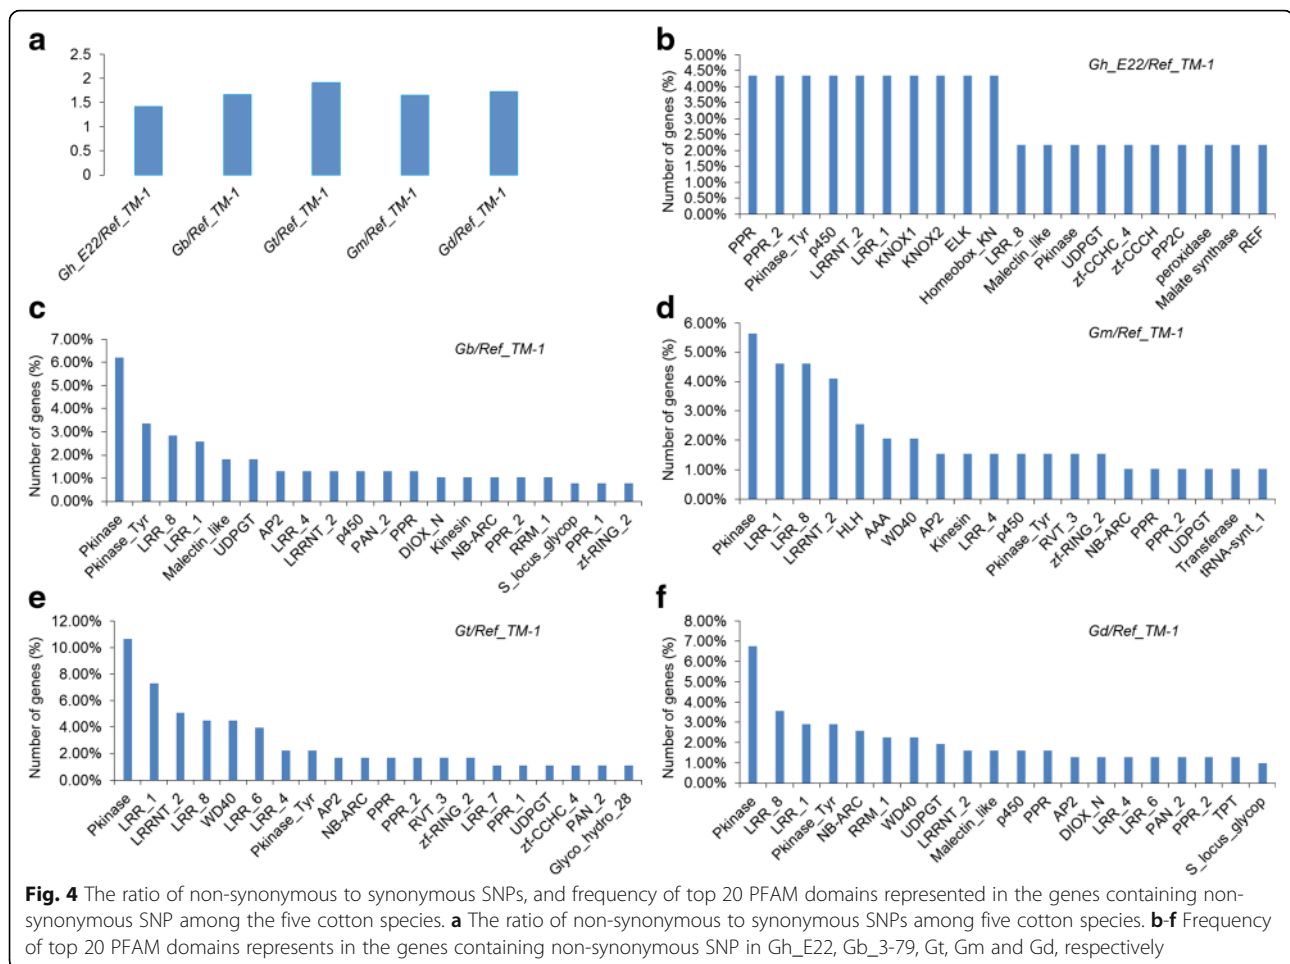 a
2.5
2
1.5
1
0.5
0
Gh_E22/Ref_TM-1
Gb/Ref_TM-1
Gt/Ref_TM-1
Gm/Ref_TM-1
Gd/Ref_TM-1
b
Gh_E22/Ref_TM-1
Number of genes (%)
5.00%
4.50%
4.00%
3.50%
3.00%
2.50%
2.00%
1.50%
1.00%
0.50%
0.00%
PPR
PPR_2
Pkinase_Tyr
p450
LRRNT_2
LRR_1
KNOX1
KNOX2
ELK
Homeobox_KN
LRR_8
Malectin_like
Pkinase
UDPGT
zf-CCHC_4
zf-CCCH
PP2C
peroxidase
Malate synthase
REF
c
Gb/Ref_TM-1
Number of genes (%)
7.00%
6.00%
5.00%
4.00%
3.00%
2.00%
1.00%
0.00%
Pkinase
Pkinase_Tyr
LRR_8
LRR_1
Malectin_like
UDPGT
AP2
LRR_4
LRRNT_2
p450
PAN_2
PPR
DIOX_N
Kinesin
NB-ARC
PPR_2
RRM_1
S_locus_glycop
PPR_1
zf-RING_2
d
Gm/Ref_TM-1
Number of genes (%)
6.00%
5.00%
4.00%
3.00%
2.00%
1.00%
0.00%
Pkinase
LRR_1
LRR_8
LRRNT_2
HLH
AAA
WD40
AP2
Kinesin
LRR_4
p450
Pkinase_Tyr
RVT_3
zf-RING_2
NB-ARC
PPR
PPR_2
UDPGT
Transferase
tRNA-synt_1
e
Gt/Ref_TM-1
Number of genes (%)
12.00%
10.00%
8.00%
6.00%
4.00%
2.00%
0.00%
Pkinase
LRR_1
LRRNT_2
LRR_8
WD40
LRR_6
LRR_4
Pkinase_Tyr
AP2
NB-ARC
PPR
PPR_2
RVT_3
zf-RING_2
LRR_7
PPR_1
UDPGT
zf-CCHC_4
PAN_2
Glyco_hydro_28
f
Gd/Ref_TM-1
Number of genes (%)
8.00%
7.00%
6.00%
5.00%
4.00%
3.00%
2.00%
1.00%
0.00%
Pkinase
LRR_8
LRR_1
Pkinase_Tyr
NB-ARC
RRM_1
WD40
UDPGT
LRRNT_2
Malectin_like
p450
PPR
AP2
DIOX_N
LRR_4
LRR_6
PAN_2
PPR_2
TPT
S_locus_glycop
Fig. 4 The ratio of non-synonymous to synonymous SNPs, and frequency of top 20 PFAM domains represented in the genes containing non-
synonymous SNP among the five cotton species. a The ratio of non-synonymous to synonymous SNPs among five cotton species. b-f Frequency
of top 20 PFAM domains represents in the genes containing non-synonymous SNP in Gh_E22, Gb_3-79, Gt, Gm and Gd, respectively